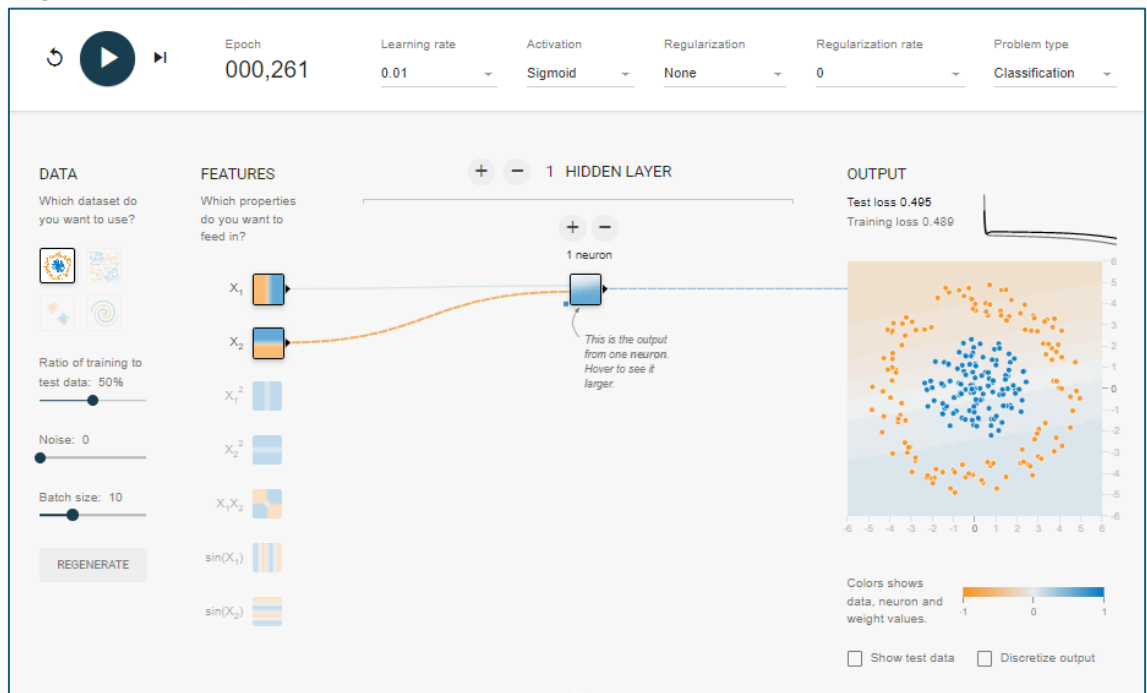 Epoch
000,261
Learning rate
0.01
Activation
Sigmoid
Regularization
None
Regularization rate
0
Problem type
Classification
DATA
Which dataset do
you want to use?
Ratio of training to
test data: 50%
Noise: 0
Batch size: 10
REGENERATE
FEATURES
Which properties
do you want to
feed in?
X₁
X₂
X₁²
X₂²
X₁X₂
sin(X₁)
sin(X₂)
+ − 1 HIDDEN LAYER
+ −
1 neuron
This is the output
from one neuron.
Hover to see it
larger.
OUTPUT
Test loss 0.495
Training loss 0.489
6
5
4
3
2
1
0
-1
-2
-3
-4
-5
-6
-6 -5 -4 -3 -2 -1 0 1 2 3 4 5 6
Colors shows
data, neuron and
weight values.
-1 0 1
Show test data
Discretize output